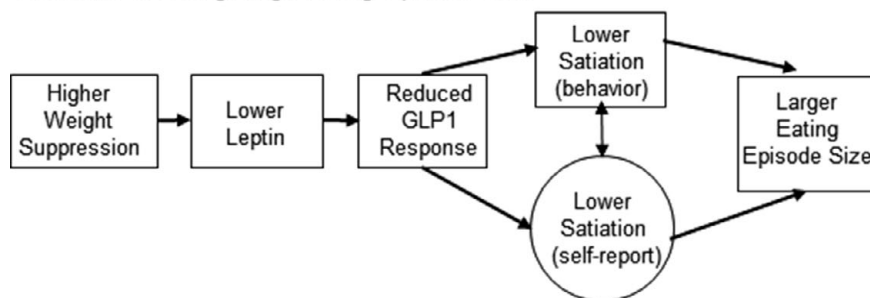 Higher
Weight
Suppression
Lower
Leptin
Reduced
GLP1
Response
Lower
Satiation
(behavior)
Lower
Satiation
(self-report)
Larger
Eating
Episode Size